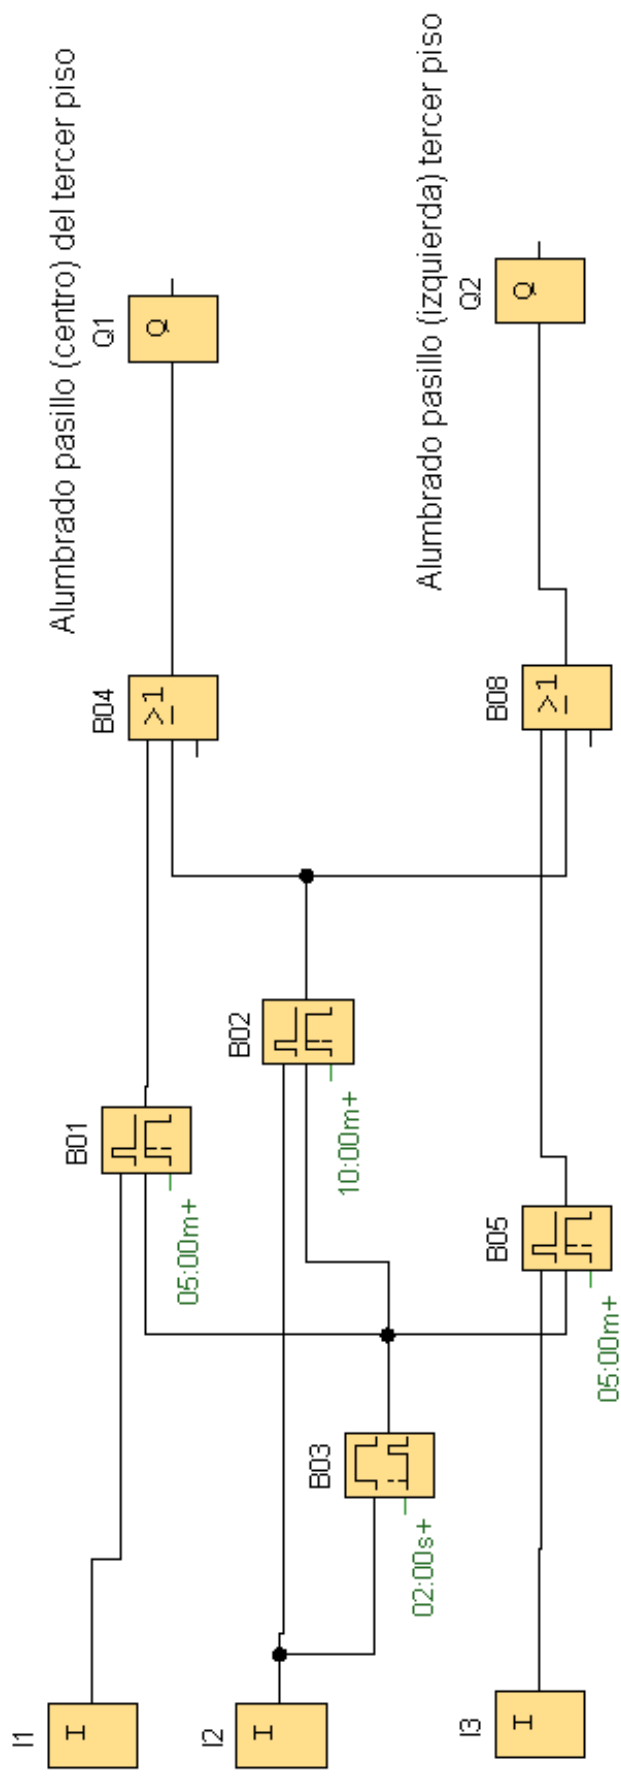 Alumbrado pasillo (centro) del tercer piso
Q1
Q
B04
≥1
B01
05:00m+
I1
I
B02
10:00m+
B03
02:00s+
I2
I
Alumbrado pasillo (izquierda) tercer piso
Q2
Q
B08
≥1
B05
05:00m+
I3
I